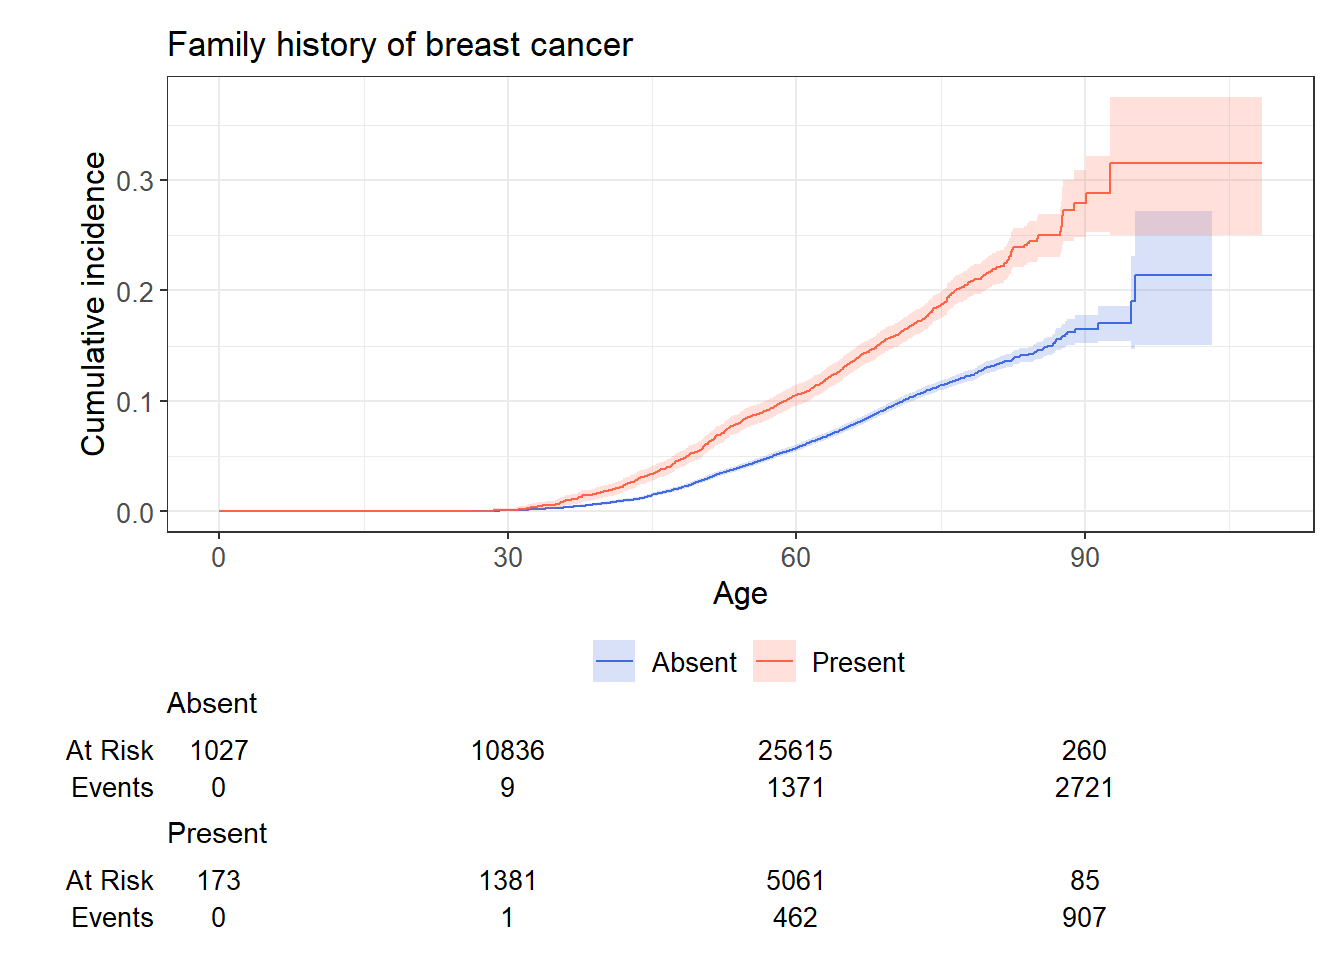 Family history of breast cancer
Cumulative incidence
0.3
0.2
0.1
0.0
0 30 60 90
Age
Absent Present
Absent
At Risk 1027 10836 25615 260
Events 0 9 1371 2721
Present
At Risk 173 1381 5061 85
Events 0 1 462 907